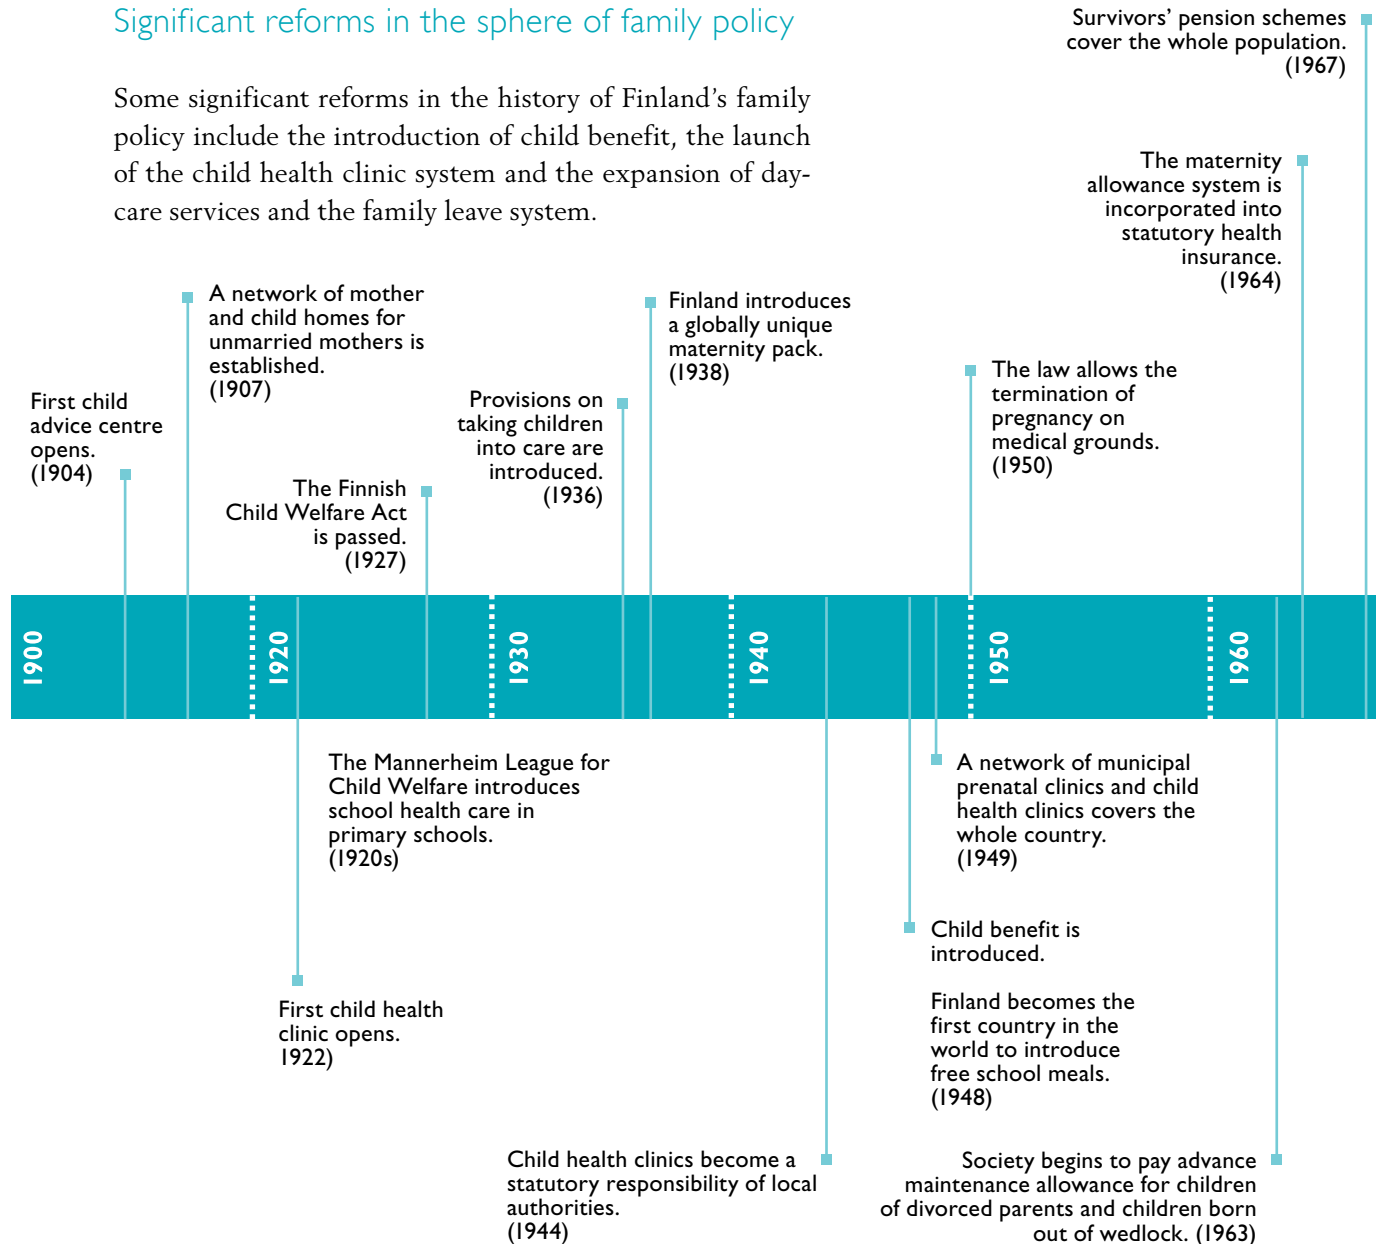 Significant reforms in the sphere of family policy
Some significant reforms in the history of Finland’s family
policy include the introduction of child benefit, the launch
of the child health clinic system and the expansion of day-
care services and the family leave system.
Survivors’ pension schemes
cover the whole population.
(1967)
The maternity
allowance system is
incorporated into
statutory health
insurance.
(1964)
A network of mother
and child homes for
unmarried mothers is
established.
(1907)
Finland introduces
a globally unique
maternity pack.
(1938)
The law allows the
termination of
pregnancy on
medical grounds.
(1950)
First child
advice centre
opens.
(1904)
Provisions on
taking children
into care are
introduced.
(1936)
The Finnish
Child Welfare Act
is passed.
(1927)
1900
1920
1930
1940
1950
1960
The Mannerheim League for
Child Welfare introduces
school health care in
primary schools.
(1920s)
A network of municipal
prenatal clinics and child
health clinics covers the
whole country.
(1949)
Child benefit is
introduced.
Finland becomes the
first country in the
world to introduce
free school meals.
(1948)
First child health
clinic opens.
1922)
Child health clinics become a
statutory responsibility of local
authorities.
(1944)
Society begins to pay advance
maintenance allowance for children
of divorced parents and children born
out of wedlock. (1963)